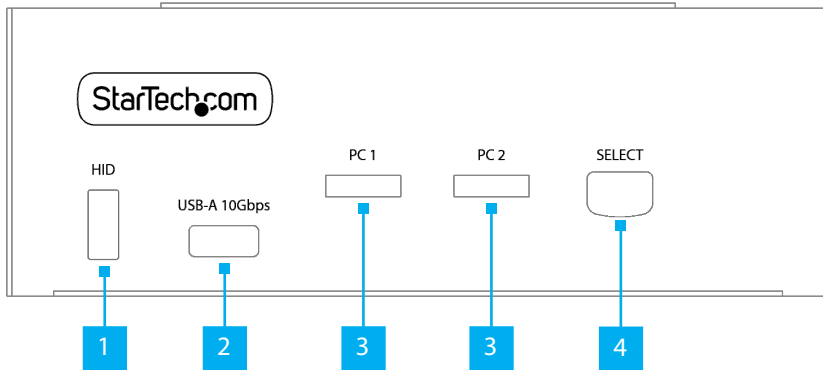 StarTech.com
PC 1
PC 2
SELECT
HID
USB-A 10Gbps
1
2
3
3
4